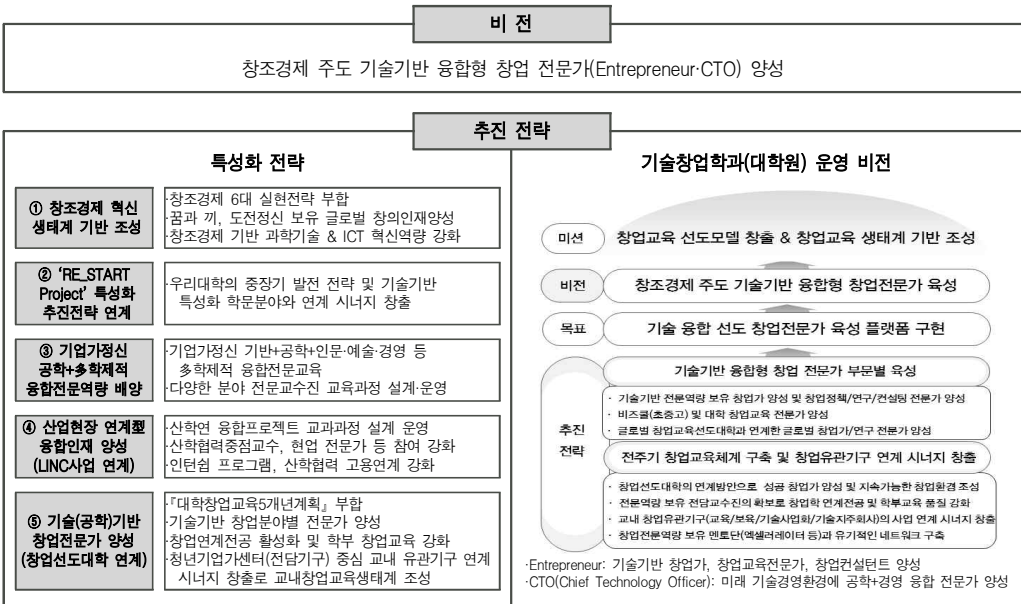 비 전
창조경제 주도 기술기반 융합형 창업 전문가(Entrepreneur·CTO) 양성
추진 전략
특성화 전략
① 창조경제 혁신
생태계 기반 조성
·창조경제 6대 실현전략 부합
·꿈과 끼, 도전정신 보유 글로벌 창의인재양성
·창조경제 기반 과학기술 & ICT 혁신역량 강화
② ‘RE_START
Project’ 특성화
추진전략 연계
·우리대학의 중장기 발전 전략 및 기술기반
특성화 학문분야와 연계 시너지 창출
③ 기업가정신
공학+多학제적
융합전문역량 배양
·기업가정신 기반+공학+인문·예술·경영 등
多학제적 융합전문교육
·다양한 분야 전문교수진 교육과정 설계·운영
④ 산업현장 연계型
융합인재 양성
(LINC사업 연계)
·산학연 융합프로젝트 교과과정 설계 운영
·산학협력중점교수, 현업 전문가 등 참여 강화
·인턴쉽 프로그램, 산학협력 고용연계 강화
⑤ 기술(공학)기반
창업전문가 양성
(창업선도대학 연계)
·『대학창업교육5개년계획』 부합
·기술기반 창업분야별 전문가 양성
·창업연계전공 활성화 및 학부 창업교육 강화
·청년기업가센터(전담기구) 중심 교내 유관기구 연계
시너지 창출로 교내창업교육생태계 조성
기술창업학과(대학원) 운영 비전
미션
창업교육 선도모델 창출 & 창업교육 생태계 기반 조성
비전
창조경제 주도 기술기반 융합형 창업전문가 육성
목표
기술 융합 선도 창업전문가 육성 플랫폼 구현
추진
전략
기술기반 융합형 창업 전문가 부문별 육성
· 기술기반 전문역량 보유 창업가 양성 및 창업정책/연구/컨설팅 전문가 양성
· 비즈쿨(초중고) 및 대학 창업교육 전문가 양성
· 글로벌 창업교육선도대학과 연계한 글로벌 창업가/연구 전문가 양성
전주기 창업교육체계 구축 및 창업유관기구 연계 시너지 창출
· 창업선도대학의 연계방안으로 성공 창업가 양성 및 지속가능한 창업환경 조성
· 전문역량 보유 전담교수진의 확보로 창업학 연계전공 및 학부교육 품질 강화
· 교내 창업유관기구(교육/보육/기술사업화/기술지주회사)의 사업 연계 시너지 창출
· 창업전문역량 보유 멘토단(엑셀러레이터 등)과 유기적인 네트워크 구축
·Entrepreneur: 기술기반 창업가, 창업교육전문가, 창업컨설턴트 양성
·CTO(Chief Technology Officer): 미래 기술경영환경에 공학+경영 융합 전문가 양성